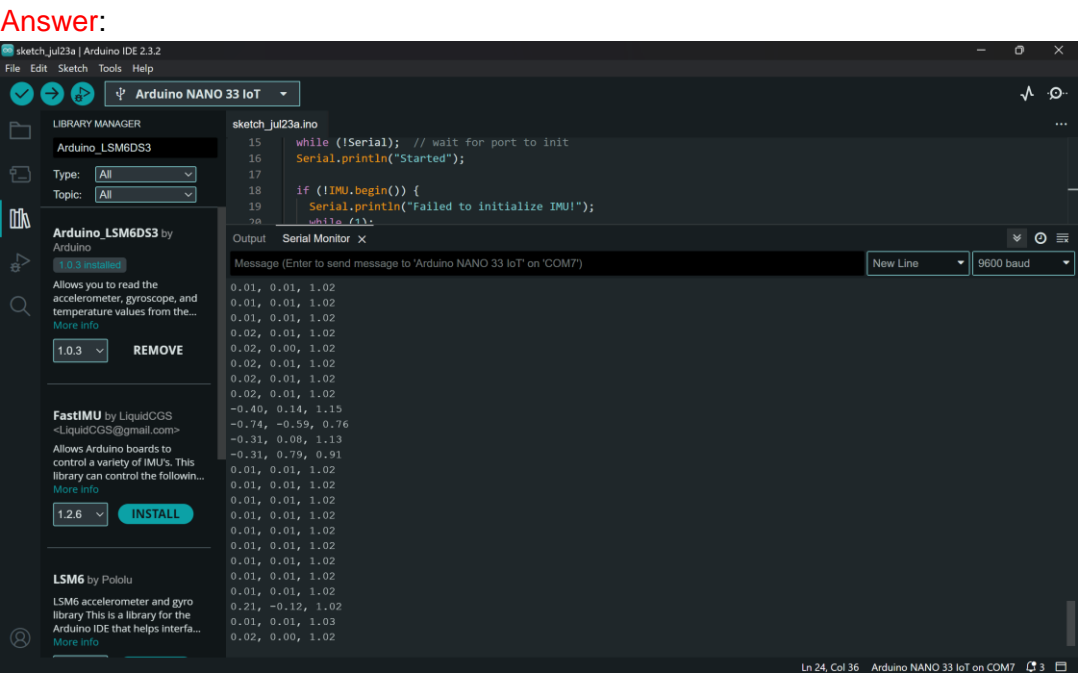 Answer:
sketch_jul23a | Arduino IDE 2.3.2
File Edit Sketch Tools Help
Arduino NANO 33 IoT
LIBRARY MANAGER
Arduino_LSM6DS3
Type: All
Topic: All
Arduino_LSM6DS3 by
Arduino
1.0.3 installed
Allows you to read the
accelerometer, gyroscope, and
temperature values from the...
More info
1.0.3 REMOVE
FastIMU by LiquidCGS
<LiquidCGS@gmail.com>
Allows Arduino boards to
control a variety of IMU's. This
library can control the followin...
More info
1.2.6 INSTALL
LSM6 by Pololu
LSM6 accelerometer and gyro
library This is a library for the
Arduino IDE that helps interfa...
More info
sketch_jul23a.ino
15 while (!Serial); // wait for port to init
16 Serial.println("Started");
17
18 if (!IMU.begin()) {
19 Serial.println("Failed to initialize IMU!");
20 while (1);
Output Serial Monitor
Message (Enter to send message to 'Arduino NANO 33 IoT' on 'COM7')
New Line 9600 baud
0.01, 0.01, 1.02
0.01, 0.01, 1.02
0.01, 0.01, 1.02
0.02, 0.01, 1.02
0.02, 0.00, 1.02
0.02, 0.01, 1.02
0.02, 0.01, 1.02
0.02, 0.01, 1.02
-0.40, 0.14, 1.15
-0.74, -0.59, 0.76
-0.31, 0.08, 1.13
-0.31, 0.79, 0.91
0.01, 0.01, 1.02
0.01, 0.01, 1.02
0.01, 0.01, 1.02
0.01, 0.01, 1.02
0.01, 0.01, 1.02
0.01, 0.01, 1.02
0.01, 0.01, 1.02
0.01, 0.01, 1.02
0.01, 0.01, 1.02
0.21, -0.12, 1.02
0.01, 0.01, 1.03
0.02, 0.00, 1.02
Ln 24, Col 36 Arduino NANO 33 IoT on COM7 3